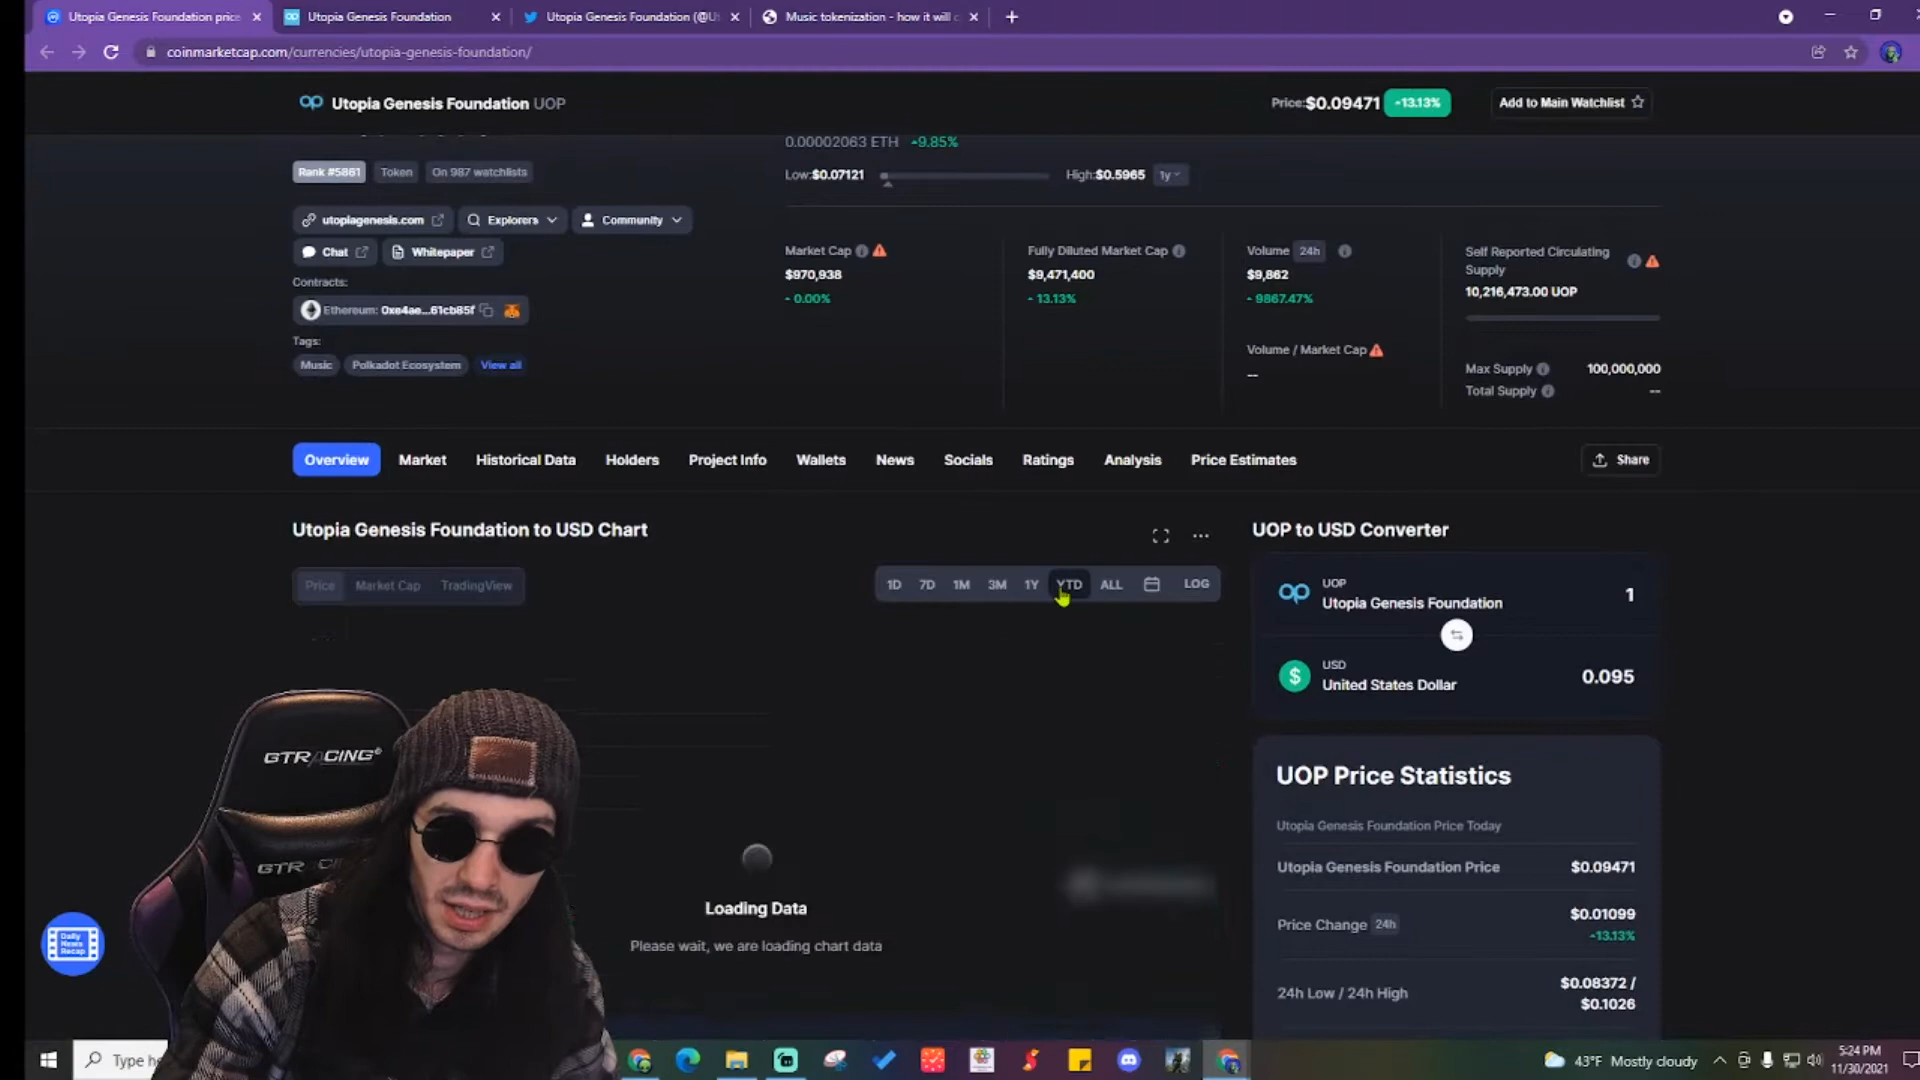 Utopia Genesis Foundation price
Utopia Genesis Foundation
Utopia Genesis Foundation (@U
Music tokenization - how it will c
coinmarketcap.com/currencies/utopia-genesis-foundation/
Utopia Genesis Foundation UOP
Price:$0.09471
13.13%
Add to Main Watchlist
0.00002063 ETH
9.85%
Rank #5861
Token
On 987 watchlists
Low:$0.07121
High:$0.5965
1y
utopiagenesis.com
Explorers
Community
Chat
Whitepaper
Contracts:
Ethereum: 0xe4ae...61cb85f
Tags:
Music
Polkadot Ecosystem
View all
Market Cap
$970,938
0.00%
Fully Diluted Market Cap
$9,471,400
13.13%
Volume 24h
$9,862
9867.47%
Volume / Market Cap
--
Self Reported Circulating
Supply
10,216,473.00 UOP
Max Supply
100,000,000
Total Supply
--
Overview
Market
Historical Data
Holders
Project Info
Wallets
News
Socials
Ratings
Analysis
Price Estimates
Share
Utopia Genesis Foundation to USD Chart
Price
Market Cap
TradingView
1D
7D
1M
3M
1Y
YTD
ALL
LOG
Loading Data
Please wait, we are loading chart data
UOP to USD Converter
UOP
Utopia Genesis Foundation
1
USD
United States Dollar
0.095
UOP Price Statistics
Utopia Genesis Foundation Price Today
Utopia Genesis Foundation Price
$0.09471
Price Change 24h
$0.01099
13.13%
24h Low / 24h High
$0.08372 /
$0.1026
GTRACING
GTRACING
Daily
News
Recap
Type he
43°F Mostly cloudy
5:24 PM
11/30/2021